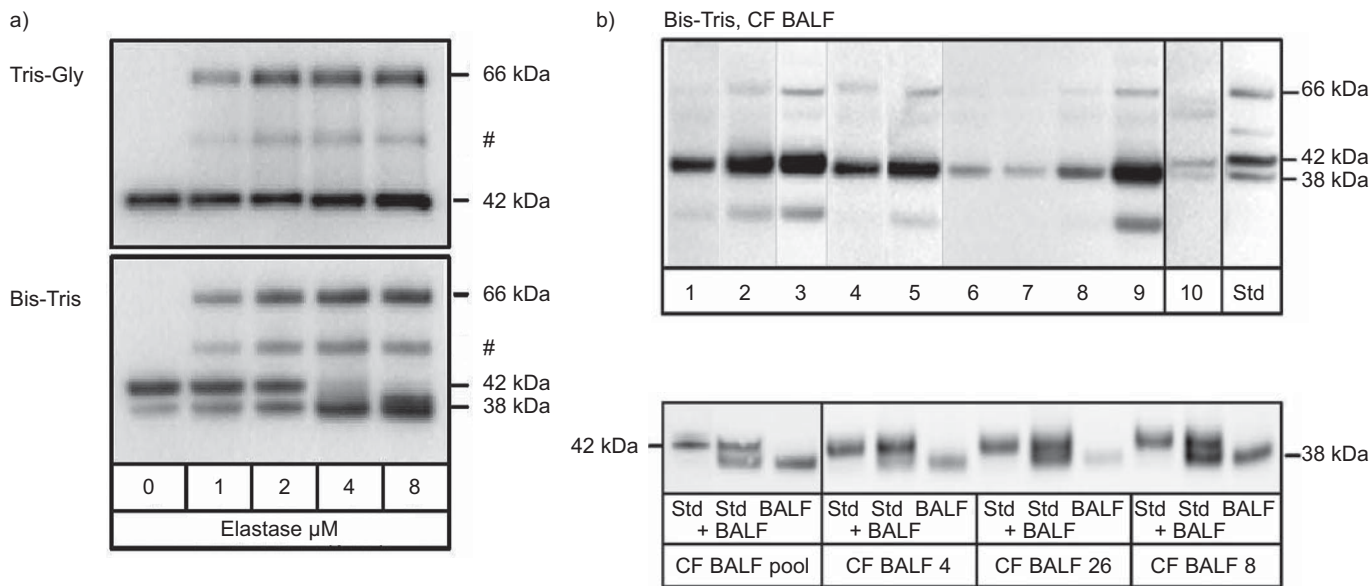 a)
Tris-Gly
66 kDa
#
42 kDa
Bis-Tris
66 kDa
#
42 kDa
38 kDa
0 1 2 4 8
Elastase µM
b)
Bis-Tris, CF BALF
66 kDa
42 kDa
38 kDa
1 2 3 4 5 6 7 8 9 10 Std
42 kDa
38 kDa
Std Std BALF Std Std BALF Std Std BALF Std Std BALF
+ BALF + BALF + BALF + BALF
CF BALF pool CF BALF 4 CF BALF 26 CF BALF 8